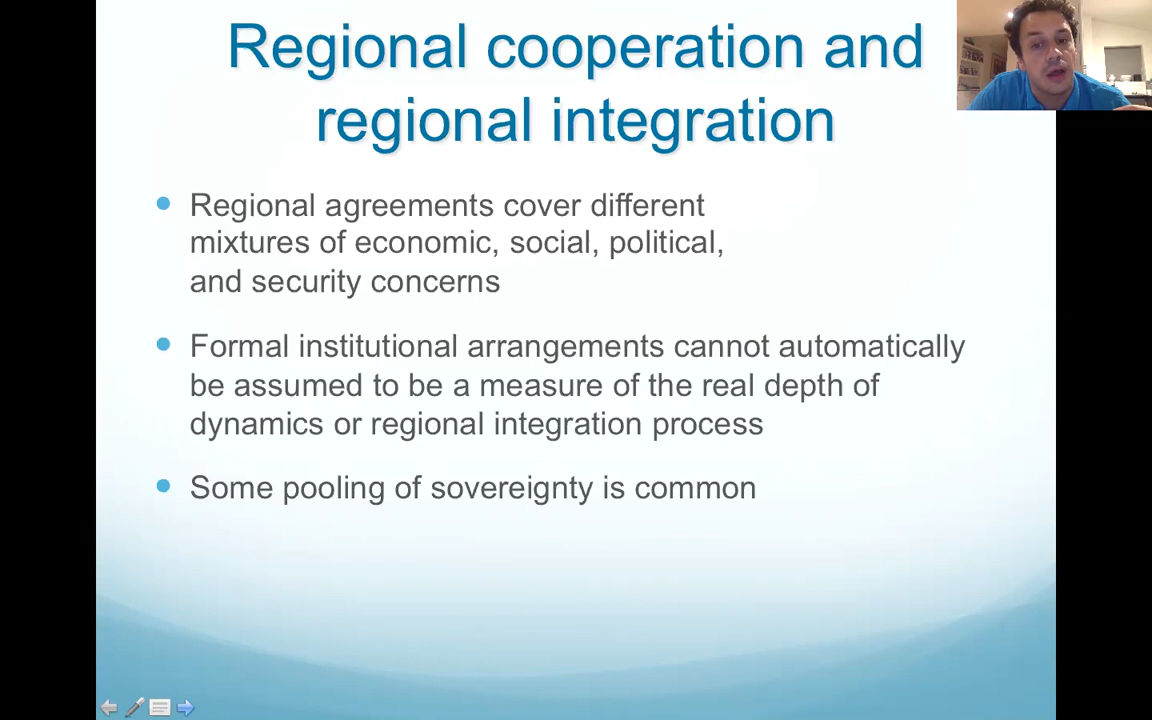 Regional cooperation and
regional integration
Regional agreements cover different
mixtures of economic, social, political,
and security concerns
Formal institutional arrangements cannot automatically
be assumed to be a measure of the real depth of
dynamics or regional integration process
Some pooling of sovereignty is common